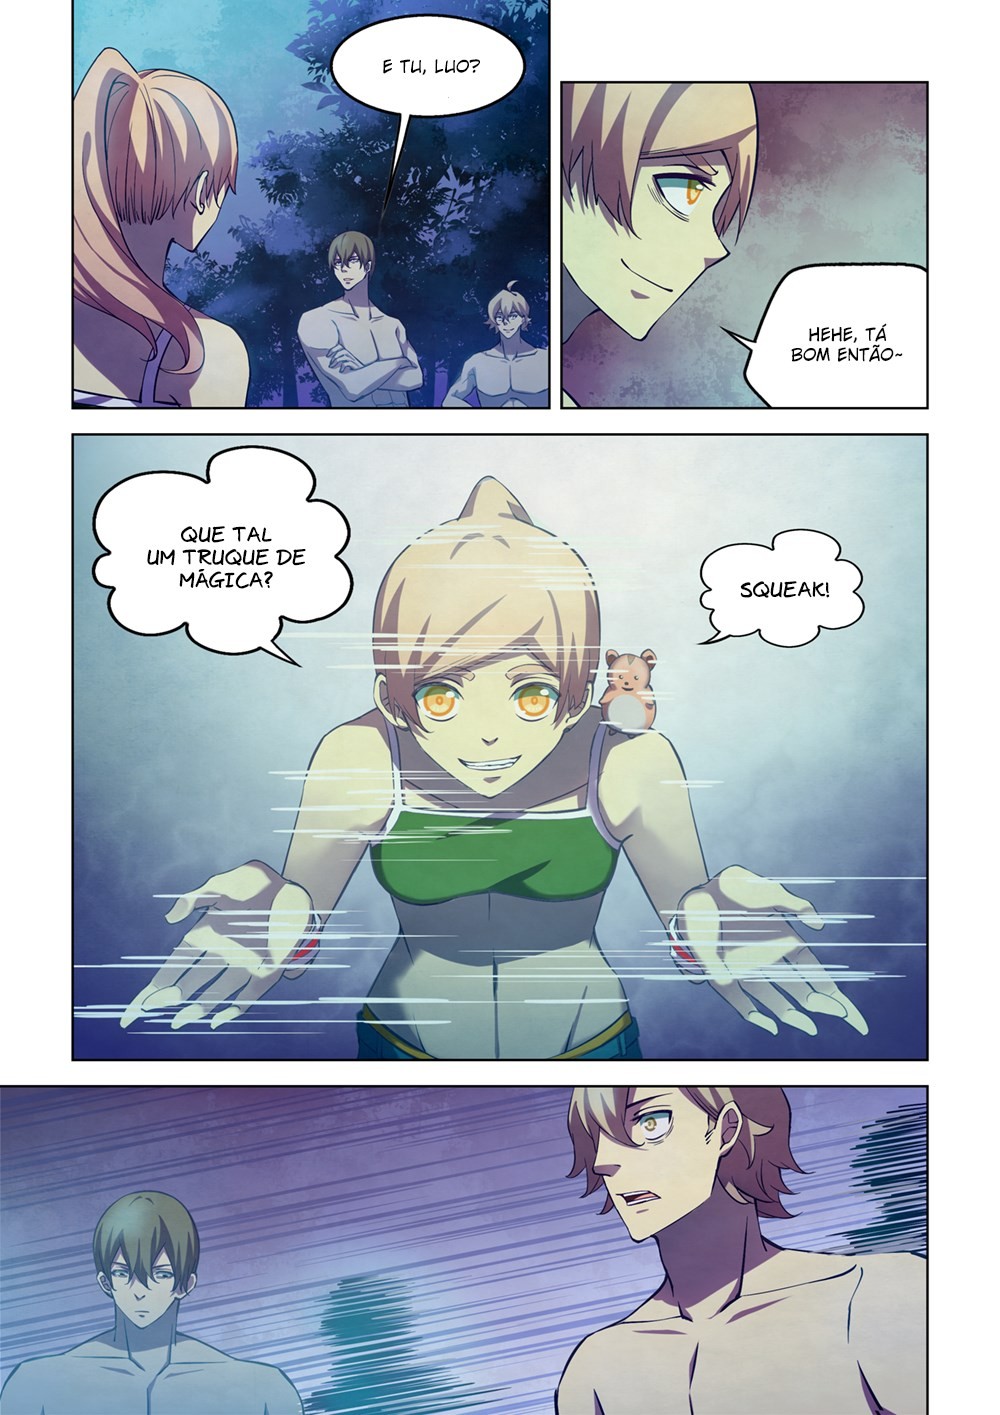 E TU, LUO?
HEHE, TÁ
BOM ENTÃO~
QUE TAL
UM TRUQUE DE
MÁGICA?
SQUEAK!